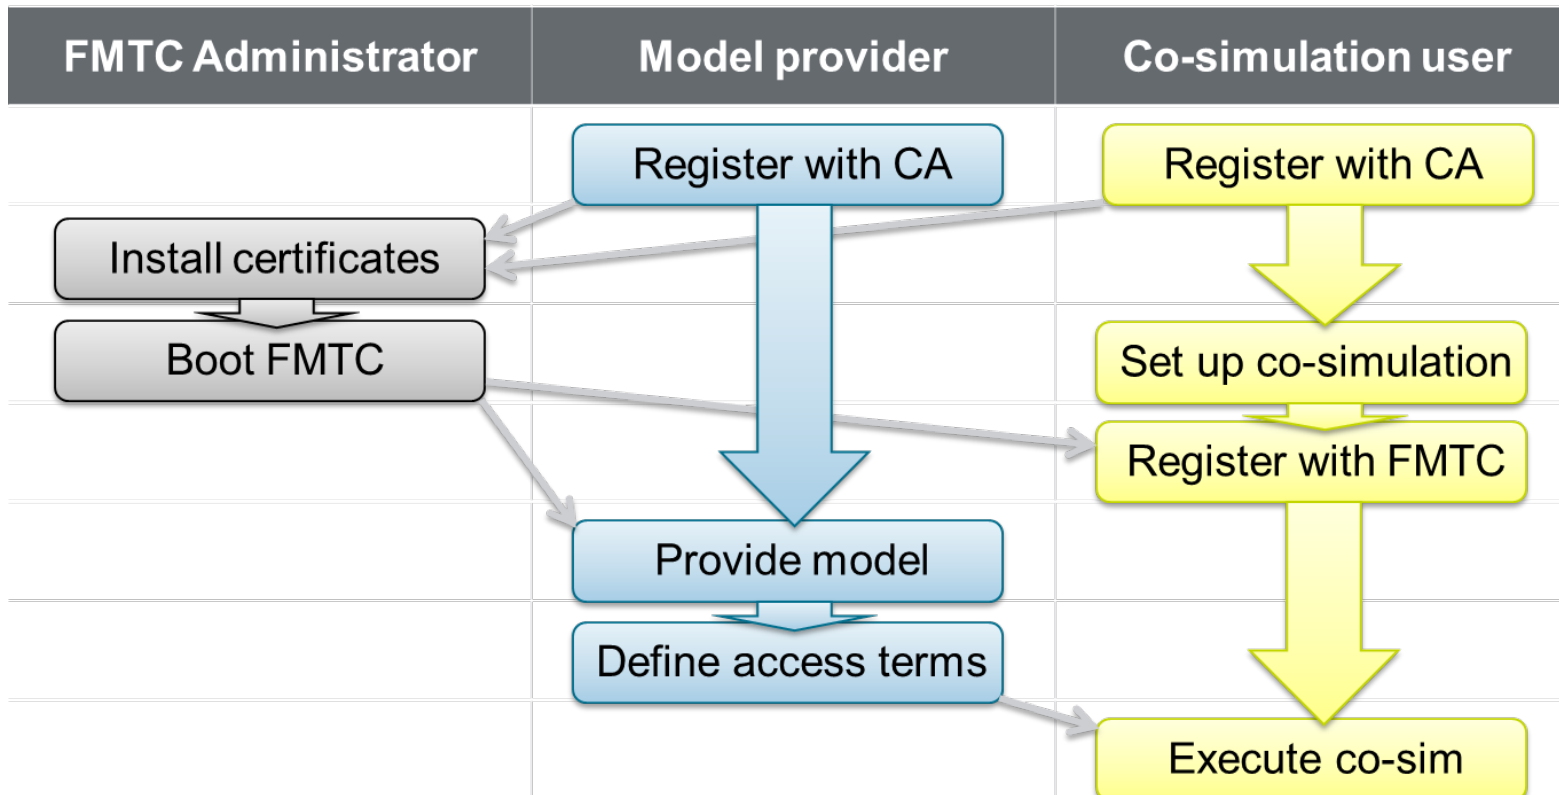 FMTC Administrator
Model provider
Co-simulation user
Register with CA
Register with CA
Install certificates
Boot FMTC
Set up co-simulation
Register with FMTC
Provide model
Define access terms
Execute co-sim